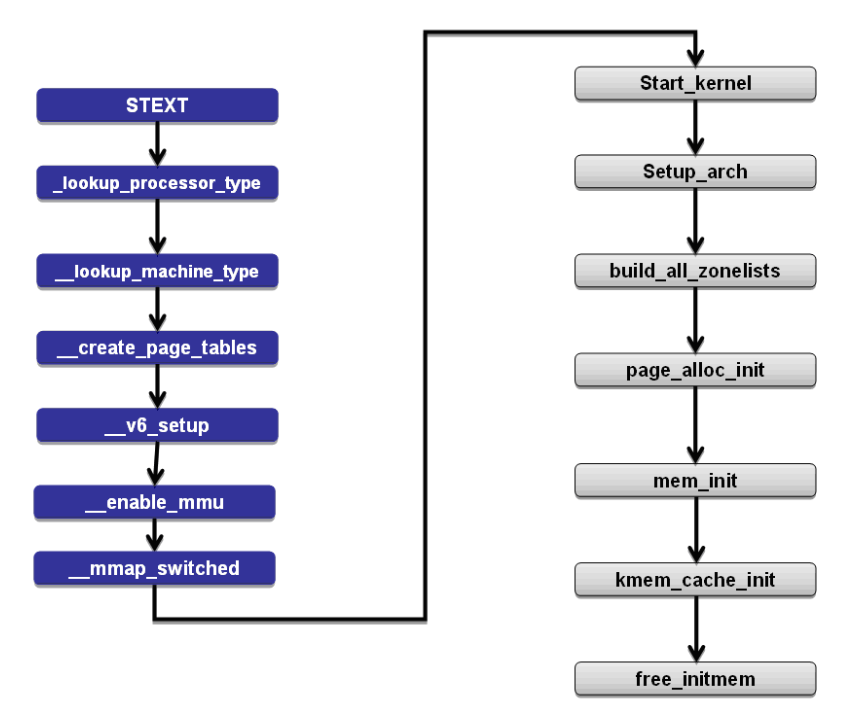 STEXT
_lookup_processor_type
__lookup_machine_type
__create_page_tables
__v6_setup
__enable_mmu
__mmap_switched
Start_kernel
Setup_arch
build_all_zonelists
page_alloc_init
mem_init
kmem_cache_init
free_initmem